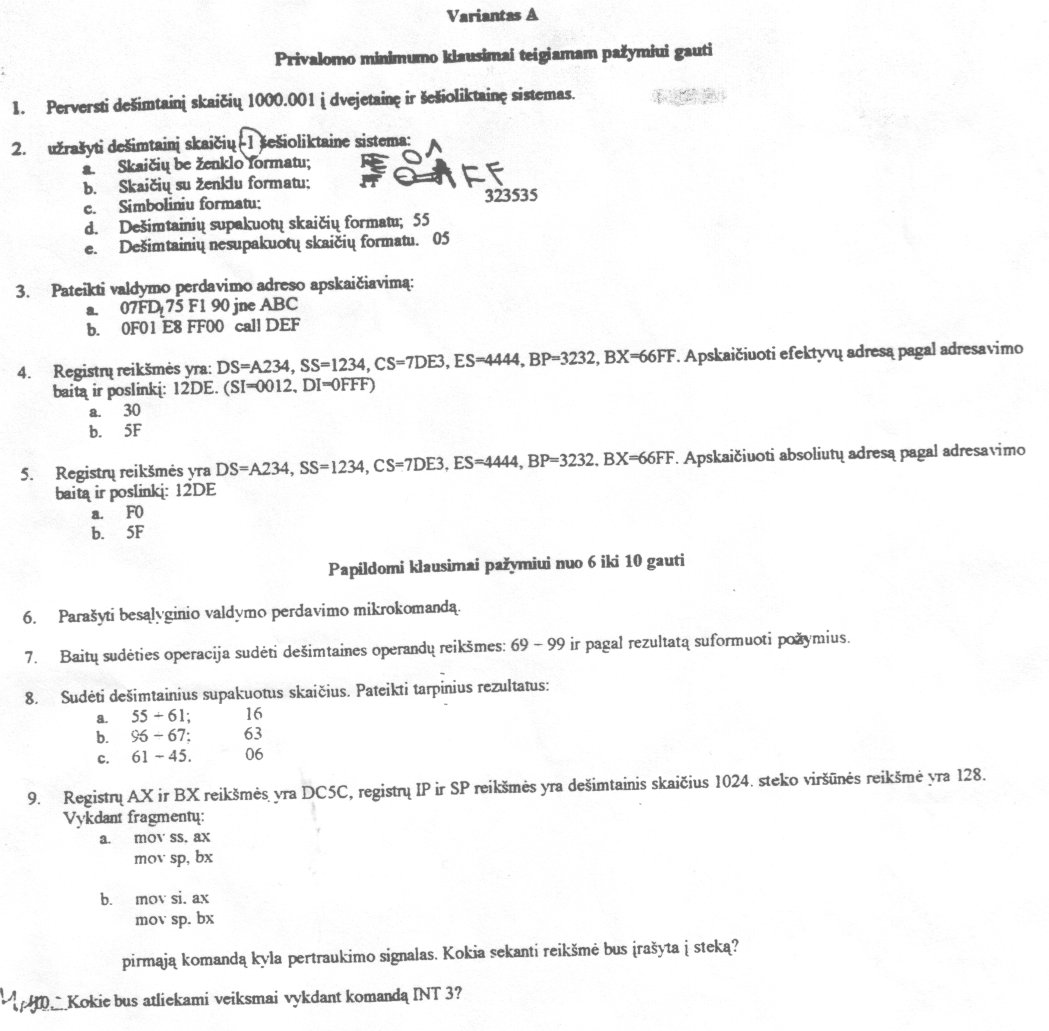 Variantas A
Privalomo minimumo klausimai teigiamam pažymiui gauti
1. Perversti dešimtainį skaičių 1000.001 į dvejetainę ir šešioliktainę sistemas.
2. užrašyti dešimtainį skaičių -1 šešioliktaine sistema:
a. Skaičių be ženklo formatu;
b. Skaičių su ženklu formatu;
FF
c. Simboliniu formatu; 323535
d. Dešimtainių supakuotų skaičių formatu; 55
e. Dešimtainių nesupakuotų skaičių formatu. 05
3. Pateikti valdymo perdavimo adreso apskaičiavimą:
a. 07FD 75 F1 90 jne ABC
b. 0F01 E8 FF00 call DEF
4. Registrų reikšmės yra: DS=A234, SS=1234, CS=7DE3, ES=4444, BP=3232, BX=66FF. Apskaičiuoti efektyvų adresą pagal adresavimo
baitą ir poslinkį: 12DE. (SI=0012, DI=0FFF)
a. 30
b. 5F
5. Registrų reikšmės yra DS=A234, SS=1234, CS=7DE3, ES=4444, BP=3232, BX=66FF. Apskaičiuoti absoliutų adresą pagal adresavimo
baitą ir poslinkį: 12DE
a. F0
b. 5F
Papildomi klausimai pažymiui nuo 6 iki 10 gauti
6. Parašyti besąlyginio valdymo perdavimo mikrokomandą.
7. Baitų sudėties operacija sudėti dešimtaines operandų reikšmes: 69 - 99 ir pagal rezultatą suformuoti požymius.
8. Sudėti dešimtainius supakuotus skaičius. Pateikti tarpinius rezultatus:
a. 55 ÷ 61; 16
b. 96 - 67; 63
c. 61 - 45. 06
9. Registrų AX ir BX reikšmės yra DC5C, registrų IP ir SP reikšmės yra dešimtainis skaičius 1024. steko viršūnės reikšmė yra 128.
Vykdant fragmentų:
a. mov ss, ax
mov sp, bx
b. mov si. ax
mov sp. bx
pirmąją komandą kyla pertraukimo signalas. Kokia sekanti reikšmė bus įrašyta į steką?
10. Kokie bus atliekami veiksmai vykdant komandą INT 3?